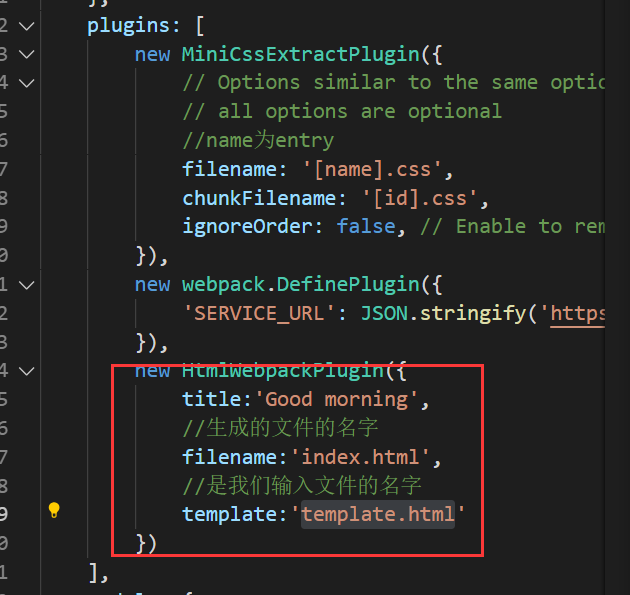 plugins: [
new MiniCssExtractPlugin({
// Options similar to the same optio
// all options are optional
//name为entry
filename: '[name].css',
chunkFilename: '[id].css',
ignoreOrder: false, // Enable to rem
}),
new webpack.DefinePlugin({
'SERVICE_URL': JSON.stringify('https
}),
new HtmlWebpackPlugin({
title:'Good morning',
//生成的文件的名字
filename:'index.html',
//是我们输入文件的名字
template:'template.html'
})
],